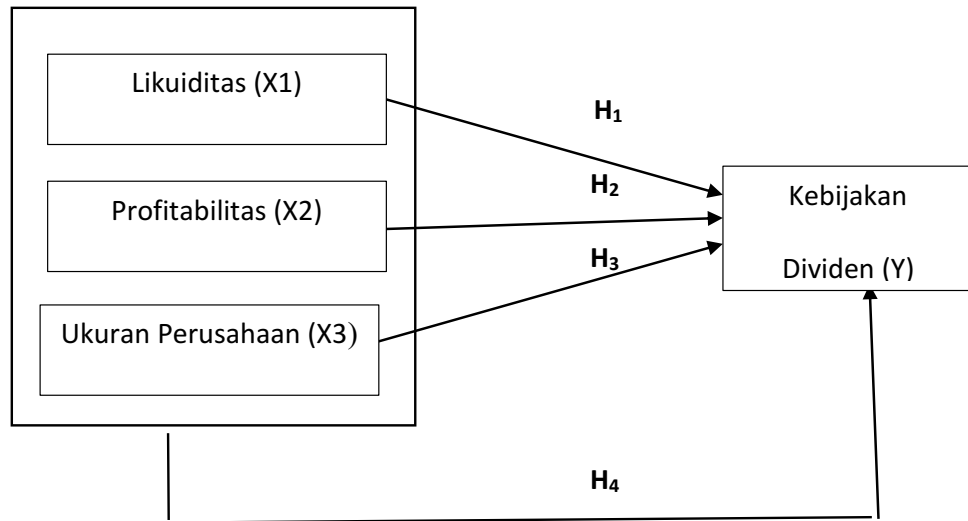 Likuiditas (X1)
H₁
Profitabilitas (X2)
H₂
Kebijakan
Dividen (Y)
H₃
Ukuran Perusahaan (X3)
H₄